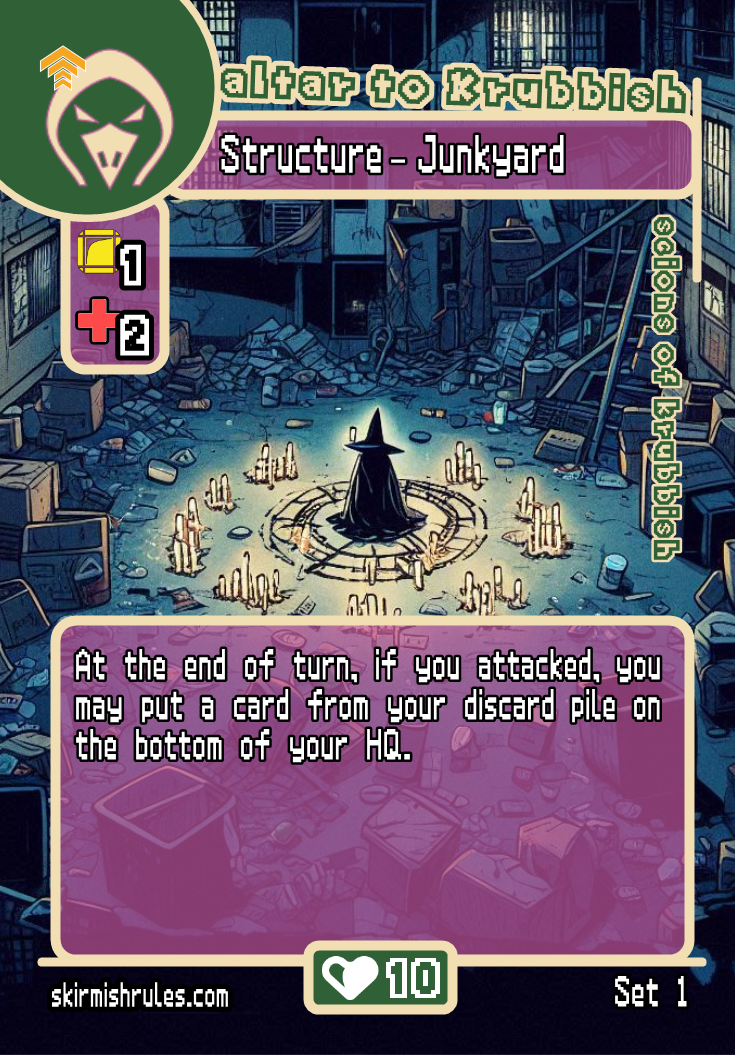 altar to Krubbish
Structure - Junkyard
1
2
scions of krubbish
At the end of turn, if you attacked, you
may put a card from your discard pile on
the bottom of your HQ.
10
skirmishrules.com
Set 1